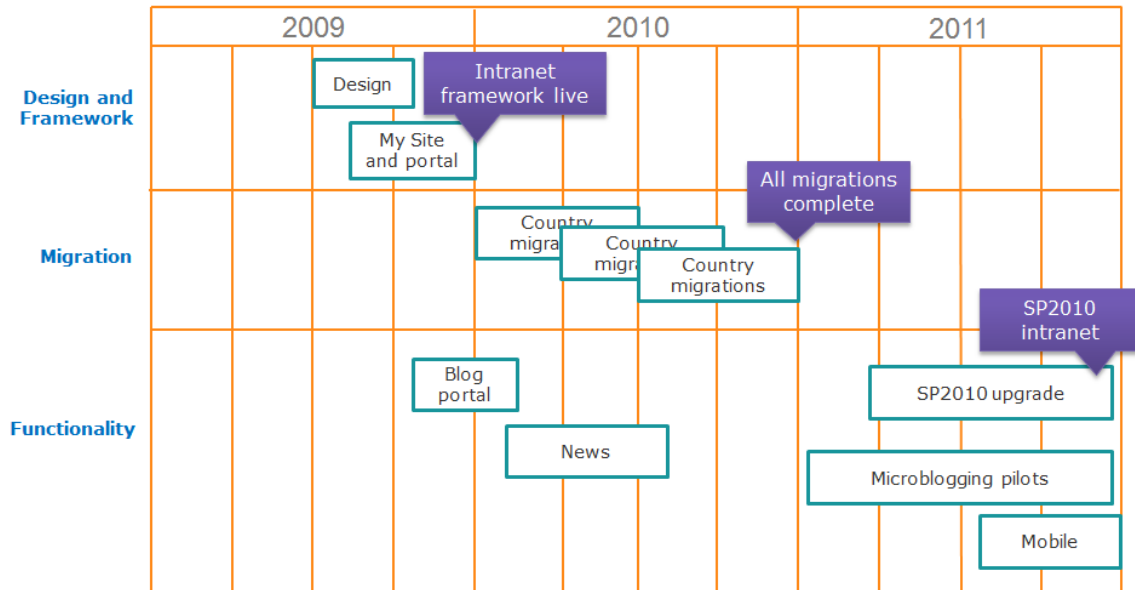 2009
2010
2011
Design and
Framework
Design
Intranet
framework live
My Site
and portal
Migration
Country
Country
Country
migrations
All migrations
complete
Functionality
Blog
portal
News
SP2010
intranet
SP2010 upgrade
Microblogging pilots
Mobile